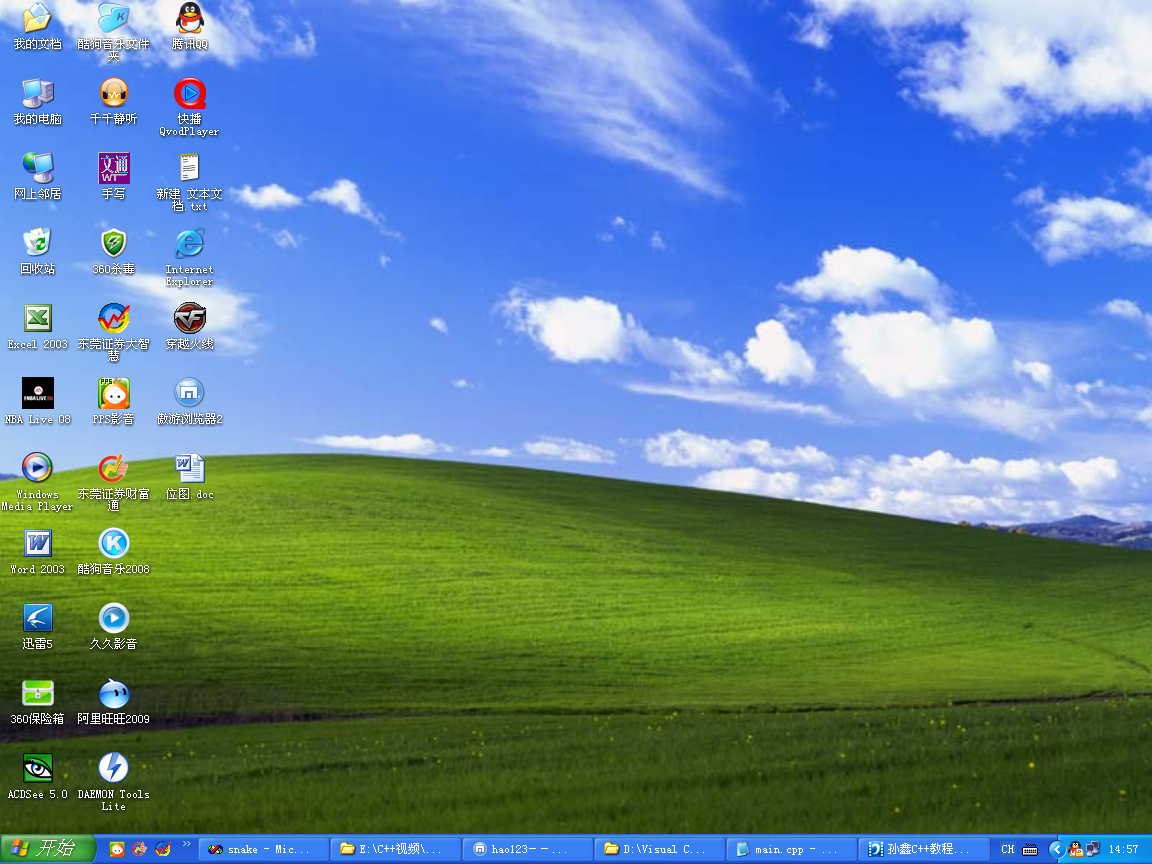 我的文档
酷狗音乐文件
夹
腾讯QQ
我的电脑
千千静听
快播
QvodPlayer
网上邻居
文通
WT
手写
新建 文本文
档.txt
回收站
360杀毒
Internet
Explorer
Excel 2003
东莞证券大智
慧
穿越火线
NBA LIVE 08
NBA Live 08
PPS
PPS影音
傲游浏览器2
Windows
Media Player
东莞证券财富
通
位图.doc
Word 2003
酷狗音乐2008
迅雷5
久久影音
360保险箱
阿里旺旺2009
ACDSee 5.0
DAEMON Tools
Lite
开始
snake - Mic...
E:\C++视频\...
hao123－－...
D:\Visual C...
main.cpp - ...
孙鑫C++教程...
CH
14:57